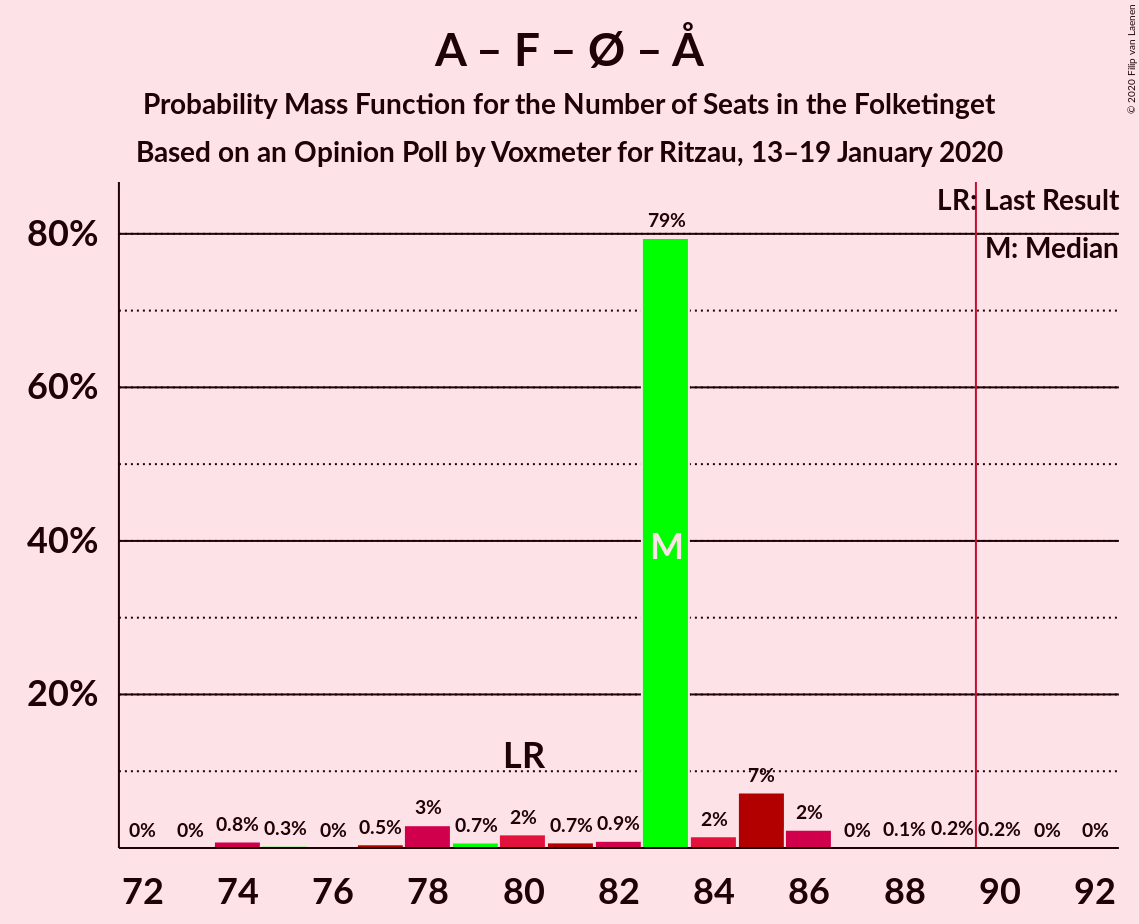 A – F – Ø – Å
Probability Mass Function for the Number of Seats in the Folketinget
Based on an Opinion Poll by Voxmeter for Ritzau, 13–19 January 2020
© 2020 Filip van Laenen
LR: Last Result
M: Median
80%
60%
40%
20%
0% 0% 0.8% 0.3% 0% 0.5% 3% 0.7% 2% 0.7% 0.9% 79% 2% 7% 2% 0% 0.1% 0.2% 0.2% 0% 0%
LR
M
72 74 76 78 80 82 84 86 88 90 92